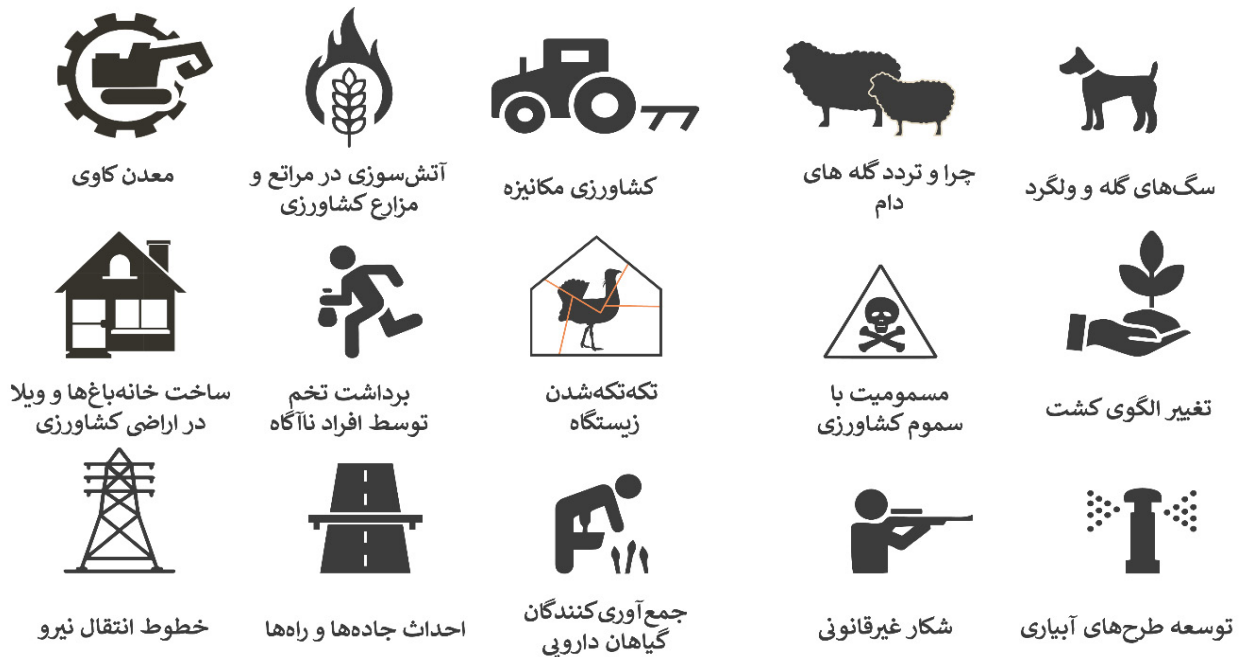 سگ‌های گله و ولگرد
چرا و تردد گله های
دام
کشاورزی مکانیزه
آتش‌سوزی در مراتع و
مزارع کشاورزی
معدن کاوی
تغییر الگوی کشت
مسمومیت با
سموم کشاورزی
تکه‌تکه‌شدن
زیستگاه
برداشت تخم
توسط افراد ناآگاه
ساخت خانه‌باغ‌ها و ویلا
در اراضی کشاورزی
توسعه طرح‌های آبیاری
شکار غیرقانونی
جمع‌آوری‌کنندگان
گیاهان دارویی
احداث جاده‌ها و راه‌ها
خطوط انتقال نیرو